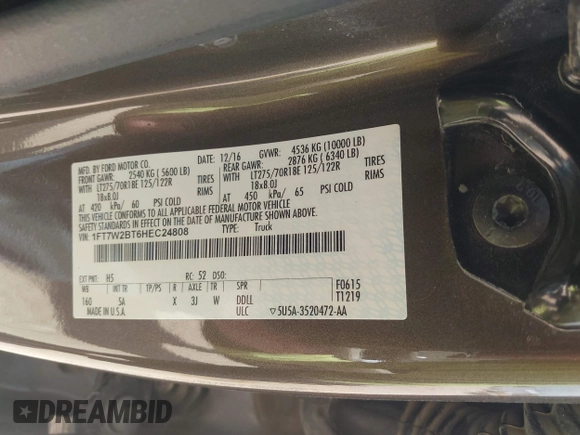 MFD. BY FORD MOTOR CO.
DATE: 12/16 GVWR: 4536 KG (10000 LB)
FRONT GAWR: 2540 KG (5600 LB) REAR GAWR: 2876 KG (6340 LB)
LT275/70R18E 125/122R TIRES LT275/70R18E 125/122R TIRES
18x8.0J RIMS 18x8.0J RIMS
AT 420 kPa/ 60 PSI COLD AT 450 kPa/ 65 PSI COLD
THIS VEHICLE CONFORMS TO ALL APPLICABLE FEDERAL MOTOR VEHICLE SAFETY STANDARDS IN EFFECT ON THE DATE OF MANUFACTURE SHOWN ABOVE.
VIN: 1FT7W2BT6HEC24808 TYPE: Truck
EXT PNT: H5 RC: 52 DSO:
WB INT TR TP/PS R AXLE TR SPR F0615
160 SA X 3J W DDLL T1219
MADE IN U.S.A. ULC ▽5U5A-3520472-AA
DREAMBID